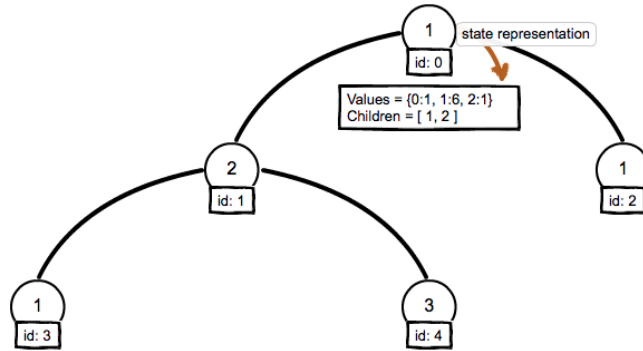 1
state representation
id: 0
Values = {0:1, 1:6, 2:1}
Children = [ 1, 2 ]
2
id: 1
1
id: 2
1
id: 3
3
id: 4